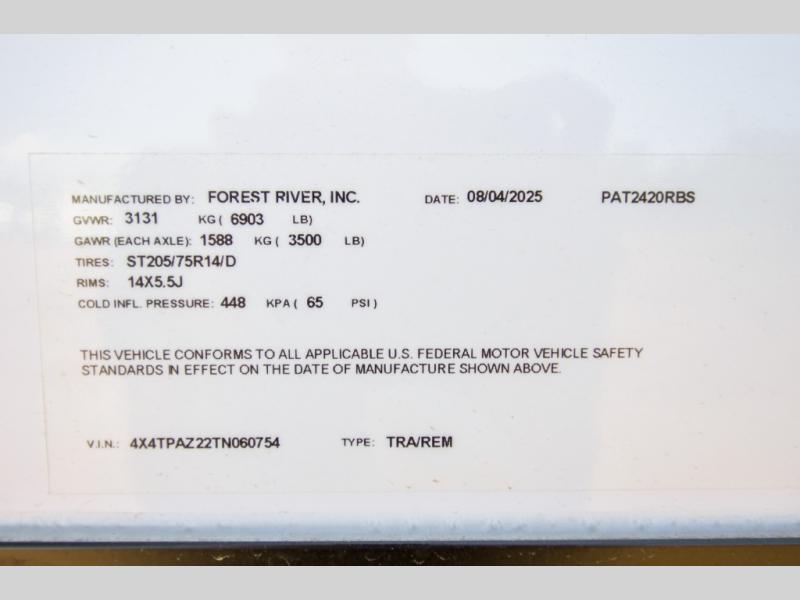 MANUFACTURED BY: FOREST RIVER, INC. DATE: 08/04/2025 PAT2420RBS
GVWR: 3131 KG ( 6903 LB)
GAWR (EACH AXLE): 1588 KG ( 3500 LB)
TIRES: ST205/75R14/D
RIMS: 14X5.5J
COLD INFL. PRESSURE: 448 KPA ( 65 PSI )
THIS VEHICLE CONFORMS TO ALL APPLICABLE U.S. FEDERAL MOTOR VEHICLE SAFETY
STANDARDS IN EFFECT ON THE DATE OF MANUFACTURE SHOWN ABOVE.
V.I.N.: 4X4TPAZ22TN060754 TYPE: TRA/REM